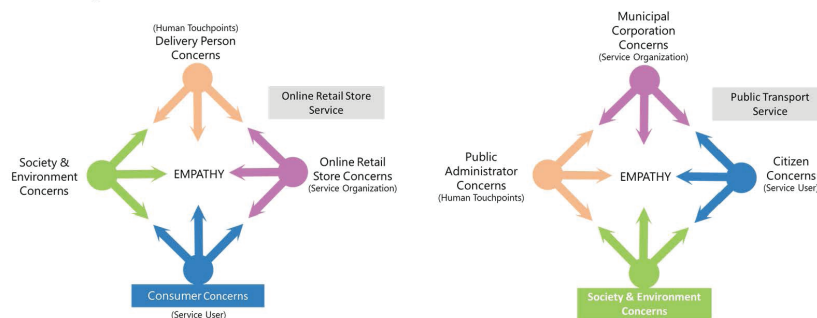 (Human Touchpoints)
Delivery Person
Concerns
Online Retail Store
Service
Society &
Environment
Concerns
EMPATHY
Online Retail
Store Concerns
(Service Organization)
Consumer Concerns
(Service User)
Municipal
Corporation
Concerns
(Service Organization)
Public Transport
Service
Public
Administrator
Concerns
(Human Touchpoints)
EMPATHY
Citizen
Concerns
(Service User)
Society & Environment
Concerns